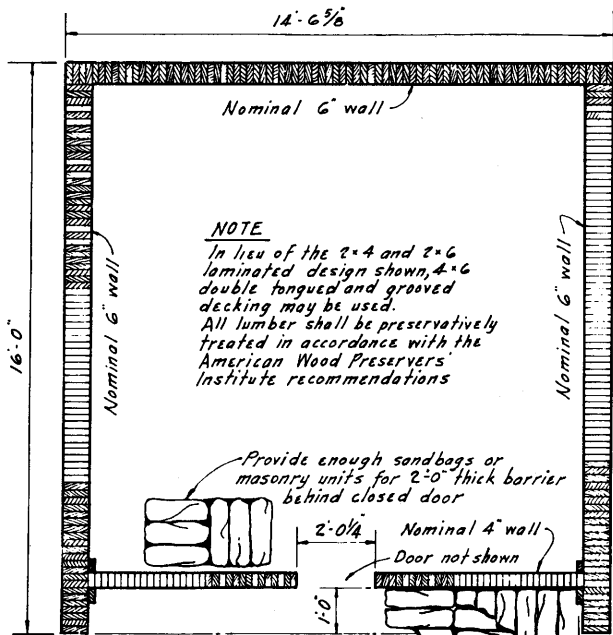 14'-6 5/8"
Nominal 6" wall
NOTE
In lieu of the 2×4 and 2×6
laminated design shown, 4×6
double tongued and grooved
decking may be used.
All lumber shall be preservatively
treated in accordance with the
American Wood Preservers'
Institute recommendations
Nominal 6" wall
Nominal 6" wall
16'-0"
Provide enough sandbags or
masonry units for 2'-0" thick barrier
behind closed door
2'-0 1/4"
Nominal 4" wall
Door not shown
1'-0"